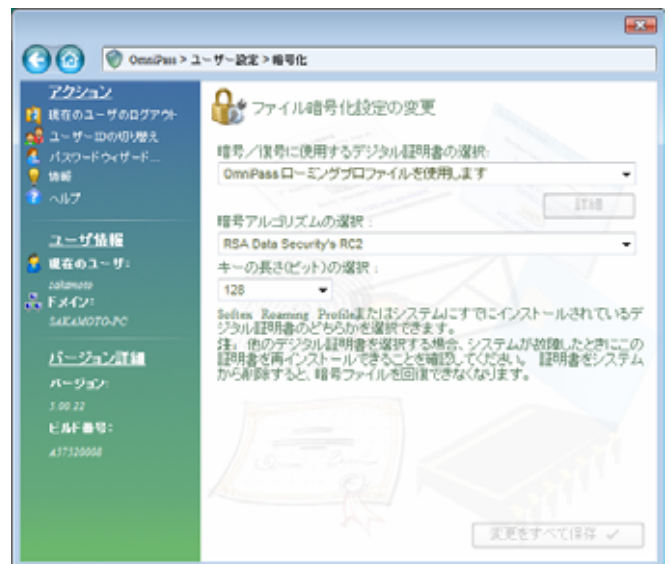 OmniPass > ユーザー設定 > 暗号化
アクション
現在のユーザのログアウト
ユーザーIDの切り替え
パスワードウィザード...
情報
ヘルプ
ユーザ情報
現在のユーザ:
sakamoto
ドメイン:
SAKAMOTO-PC
バージョン詳細
バージョン:
5.00.22
ビルド番号:
A37520008
ファイル暗号化設定の変更
暗号／復号に使用するデジタル証明書の選択:
OmniPass ローミングプロファイルを使用します
詳細
暗号アルゴリズムの選択:
RSA Data Security's RC2
キーの長さ(ビット)の選択:
128
Softex Roaming Profileまたはシステムにすでにインストールされているデ
ジタル証明書のどちらかを選択できます。
注: 他のデジタル証明書を選択する場合、システムが故障したときにこの
証明書を再インストールできることを確認してください。 証明書をシステム
から削除すると、暗号ファイルを回復できなくなります。
変更をすべて保存